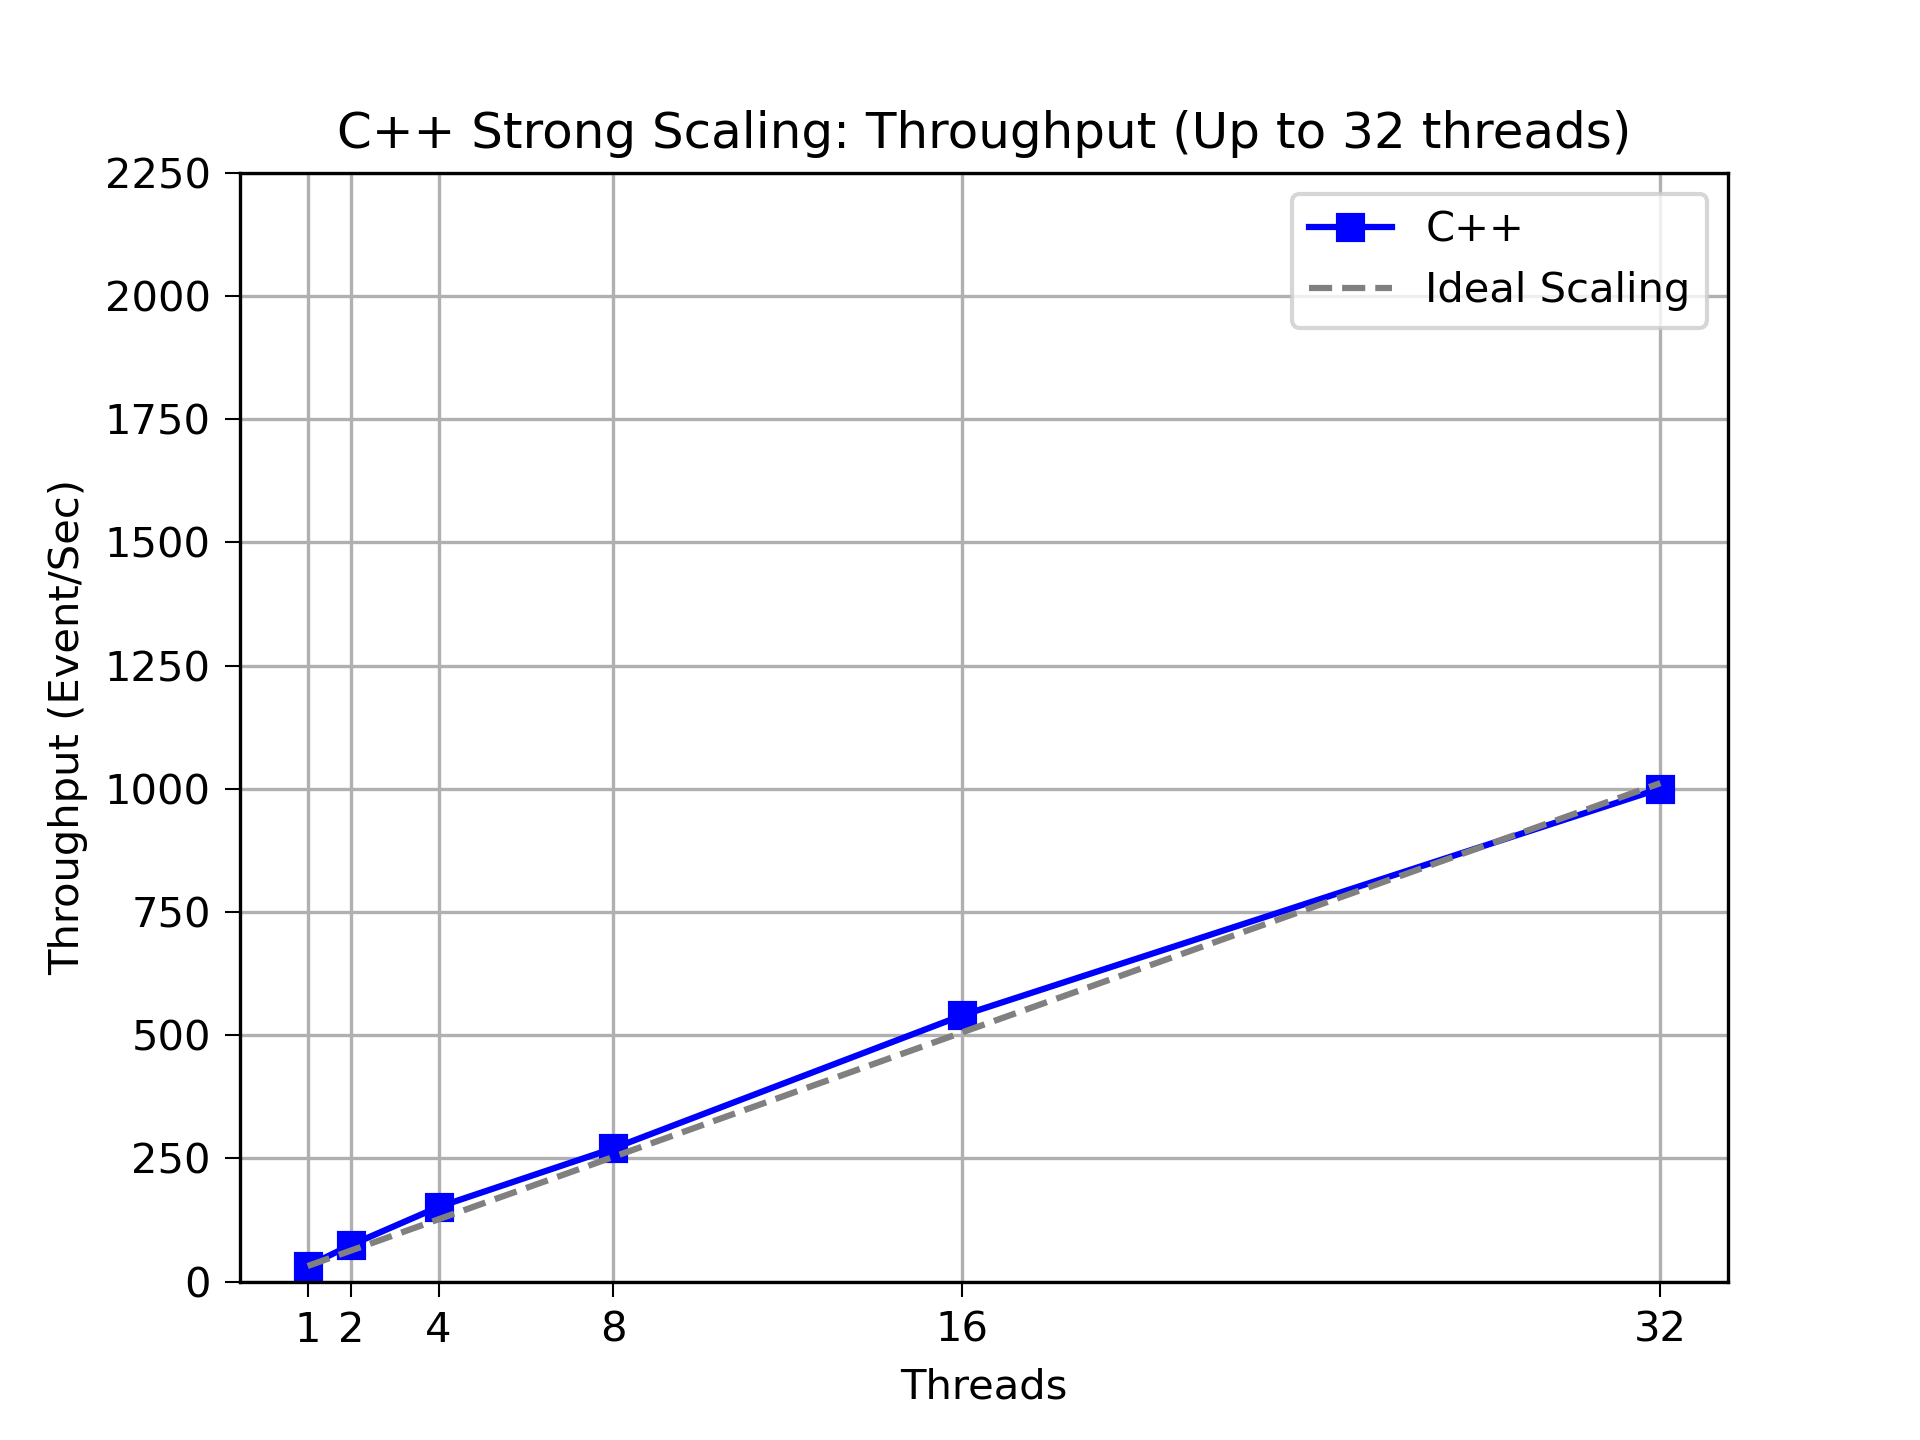 C++ Strong Scaling: Throughput (Up to 32 threads)
2250
2000
1750
1500
1250
1000
750
500
250
0
Throughput (Event/Sec)
C++
Ideal Scaling
1 2 4 8 16 32
Threads